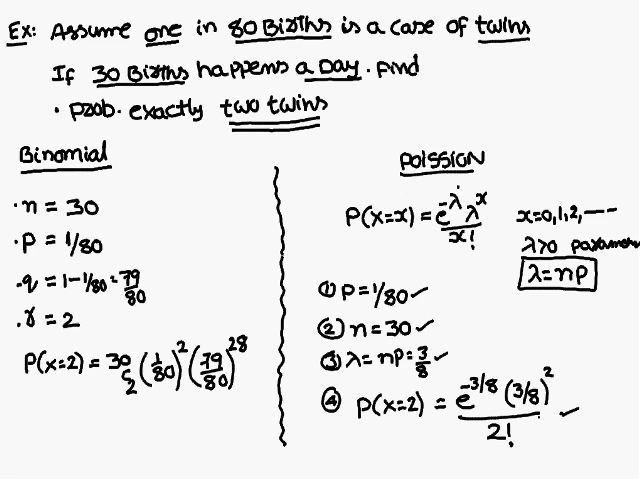 Ex: Assume one in 80 Births is a case of twins
If 30 Births happens a Day. Find
• Prob. exactly two twins
Binomial
• n = 30
• P = 1/80
• q = 1 - 1/80 = 79/80
• r = 2
P(x=2) = 30C2 (1/80)^2 (79/80)^28
POISSION
P(X=x) = e^-λ λ^x / x! x=0,1,2,----
λ>0 parame
λ = nP
① P = 1/80 ✓
② n = 30 ✓
③ λ = nP = 3/8 ✓
④ P(x=2) = e^-3/8 (3/8)^2 / 2! ✓